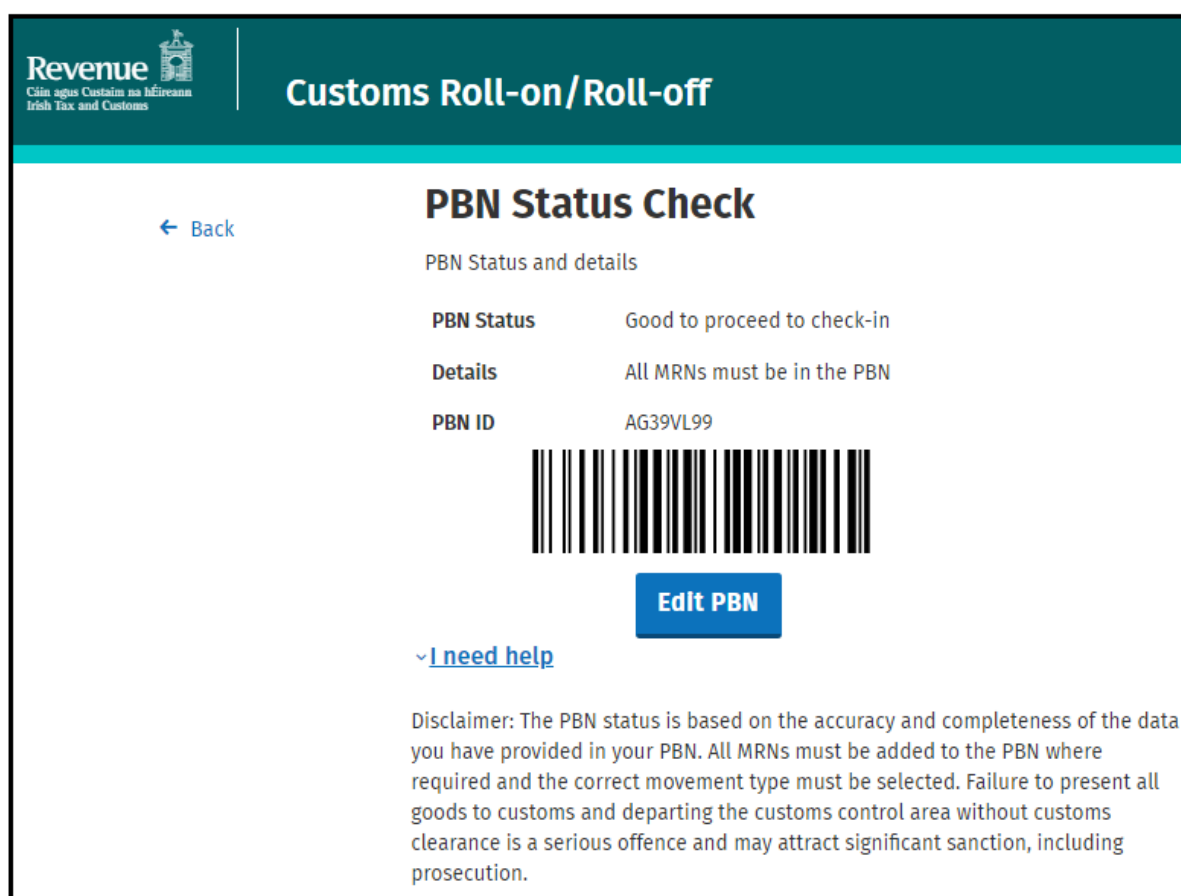 Revenue
Cáin agus Custaim na hÉireann
Irish Tax and Customs
Customs Roll-on/Roll-off
← Back
PBN Status Check
PBN Status and details
PBN Status Good to proceed to check-in
Details All MRNs must be in the PBN
PBN ID AG39VL99
Edit PBN
I need help
Disclaimer: The PBN status is based on the accuracy and completeness of the data
you have provided in your PBN. All MRNs must be added to the PBN where
required and the correct movement type must be selected. Failure to present all
goods to customs and departing the customs control area without customs
clearance is a serious offence and may attract significant sanction, including
prosecution.